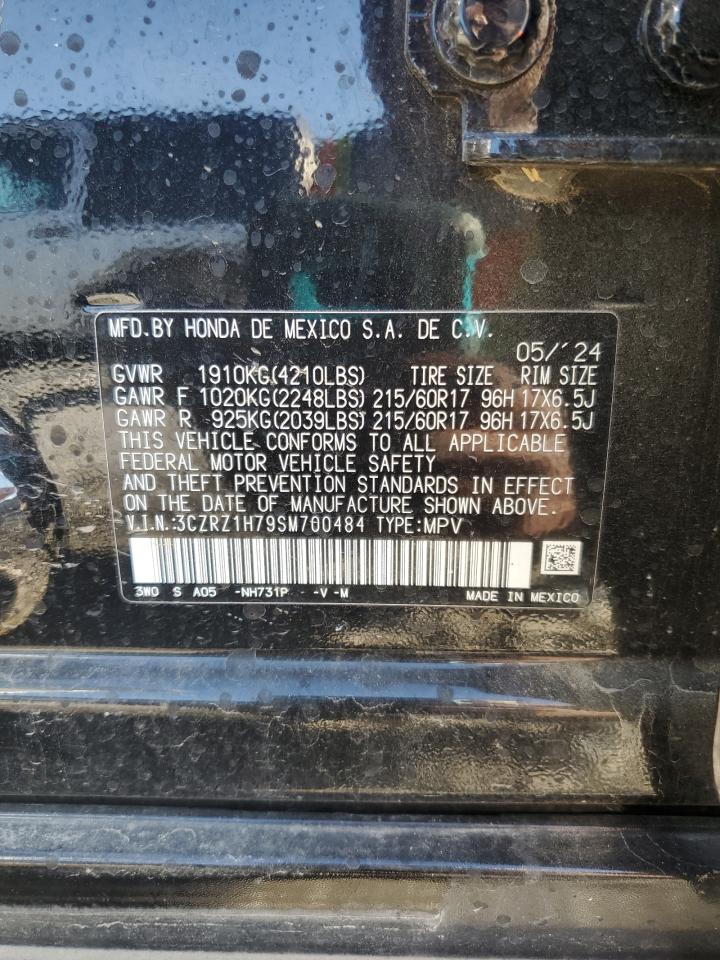 MFD.BY HONDA DE MEXICO S.A. DE C.V.
05/'24
GVWR 1910KG(4210LBS) TIRE SIZE RIM SIZE
GAWR F 1020KG(2248LBS) 215/60R17 96H 17X6.5J
GAWR R 925KG(2039LBS) 215/60R17 96H 17X6.5J
THIS VEHICLE CONFORMS TO ALL APPLICABLE
FEDERAL MOTOR VEHICLE SAFETY
AND THEFT PREVENTION STANDARDS IN EFFECT
ON THE DATE OF MANUFACTURE SHOWN ABOVE.
V.I.N.:3CZRZ1H79SM700484 TYPE:MPV
3W0 S A05 -NH731P -V -M MADE IN MEXICO